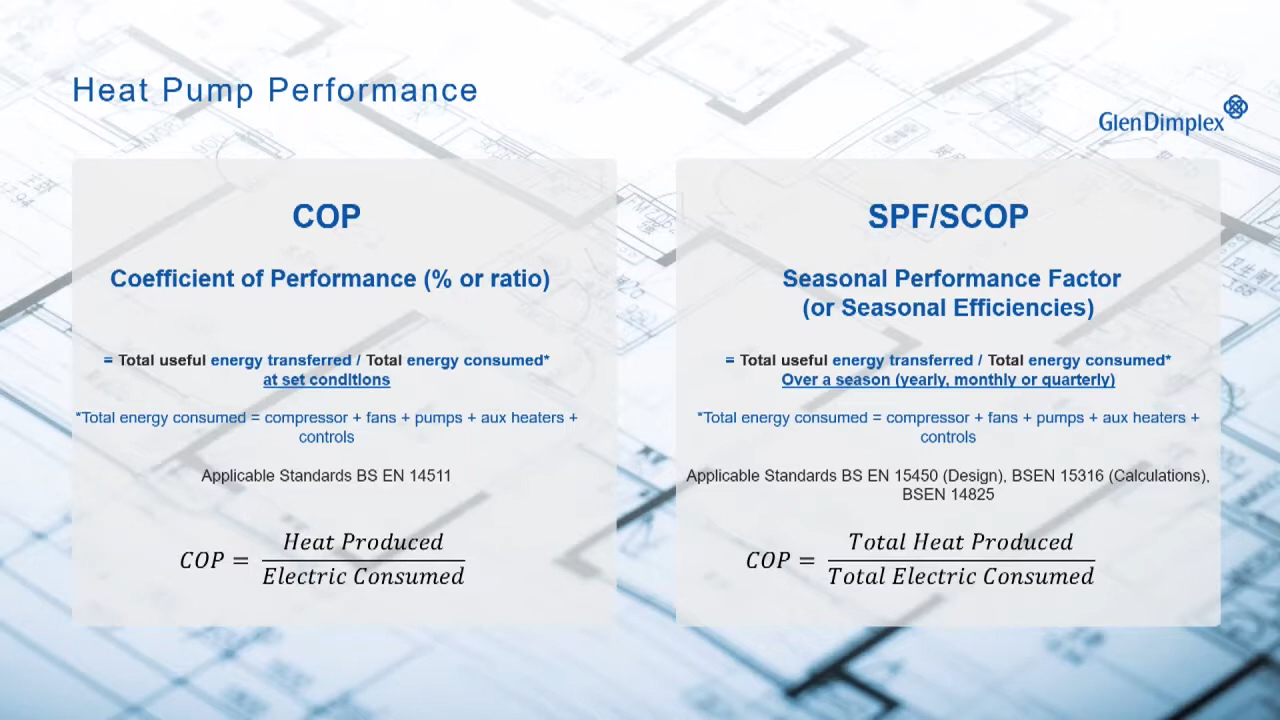 Heat Pump Performance
GlenDimplex
COP
Coefficient of Performance (% or ratio)
= Total useful energy transferred / Total energy consumed*
at set conditions
*Total energy consumed = compressor + fans + pumps + aux heaters +
controls
Applicable Standards BS EN 14511
COP = Heat Produced
Electric Consumed
SPF/SCOP
Seasonal Performance Factor
(or Seasonal Efficiencies)
= Total useful energy transferred / Total energy consumed*
Over a season (yearly, monthly or quarterly)
*Total energy consumed = compressor + fans + pumps + aux heaters +
controls
Applicable Standards BS EN 15450 (Design), BSEN 15316 (Calculations),
BSEN 14825
COP = Total Heat Produced
Total Electric Consumed